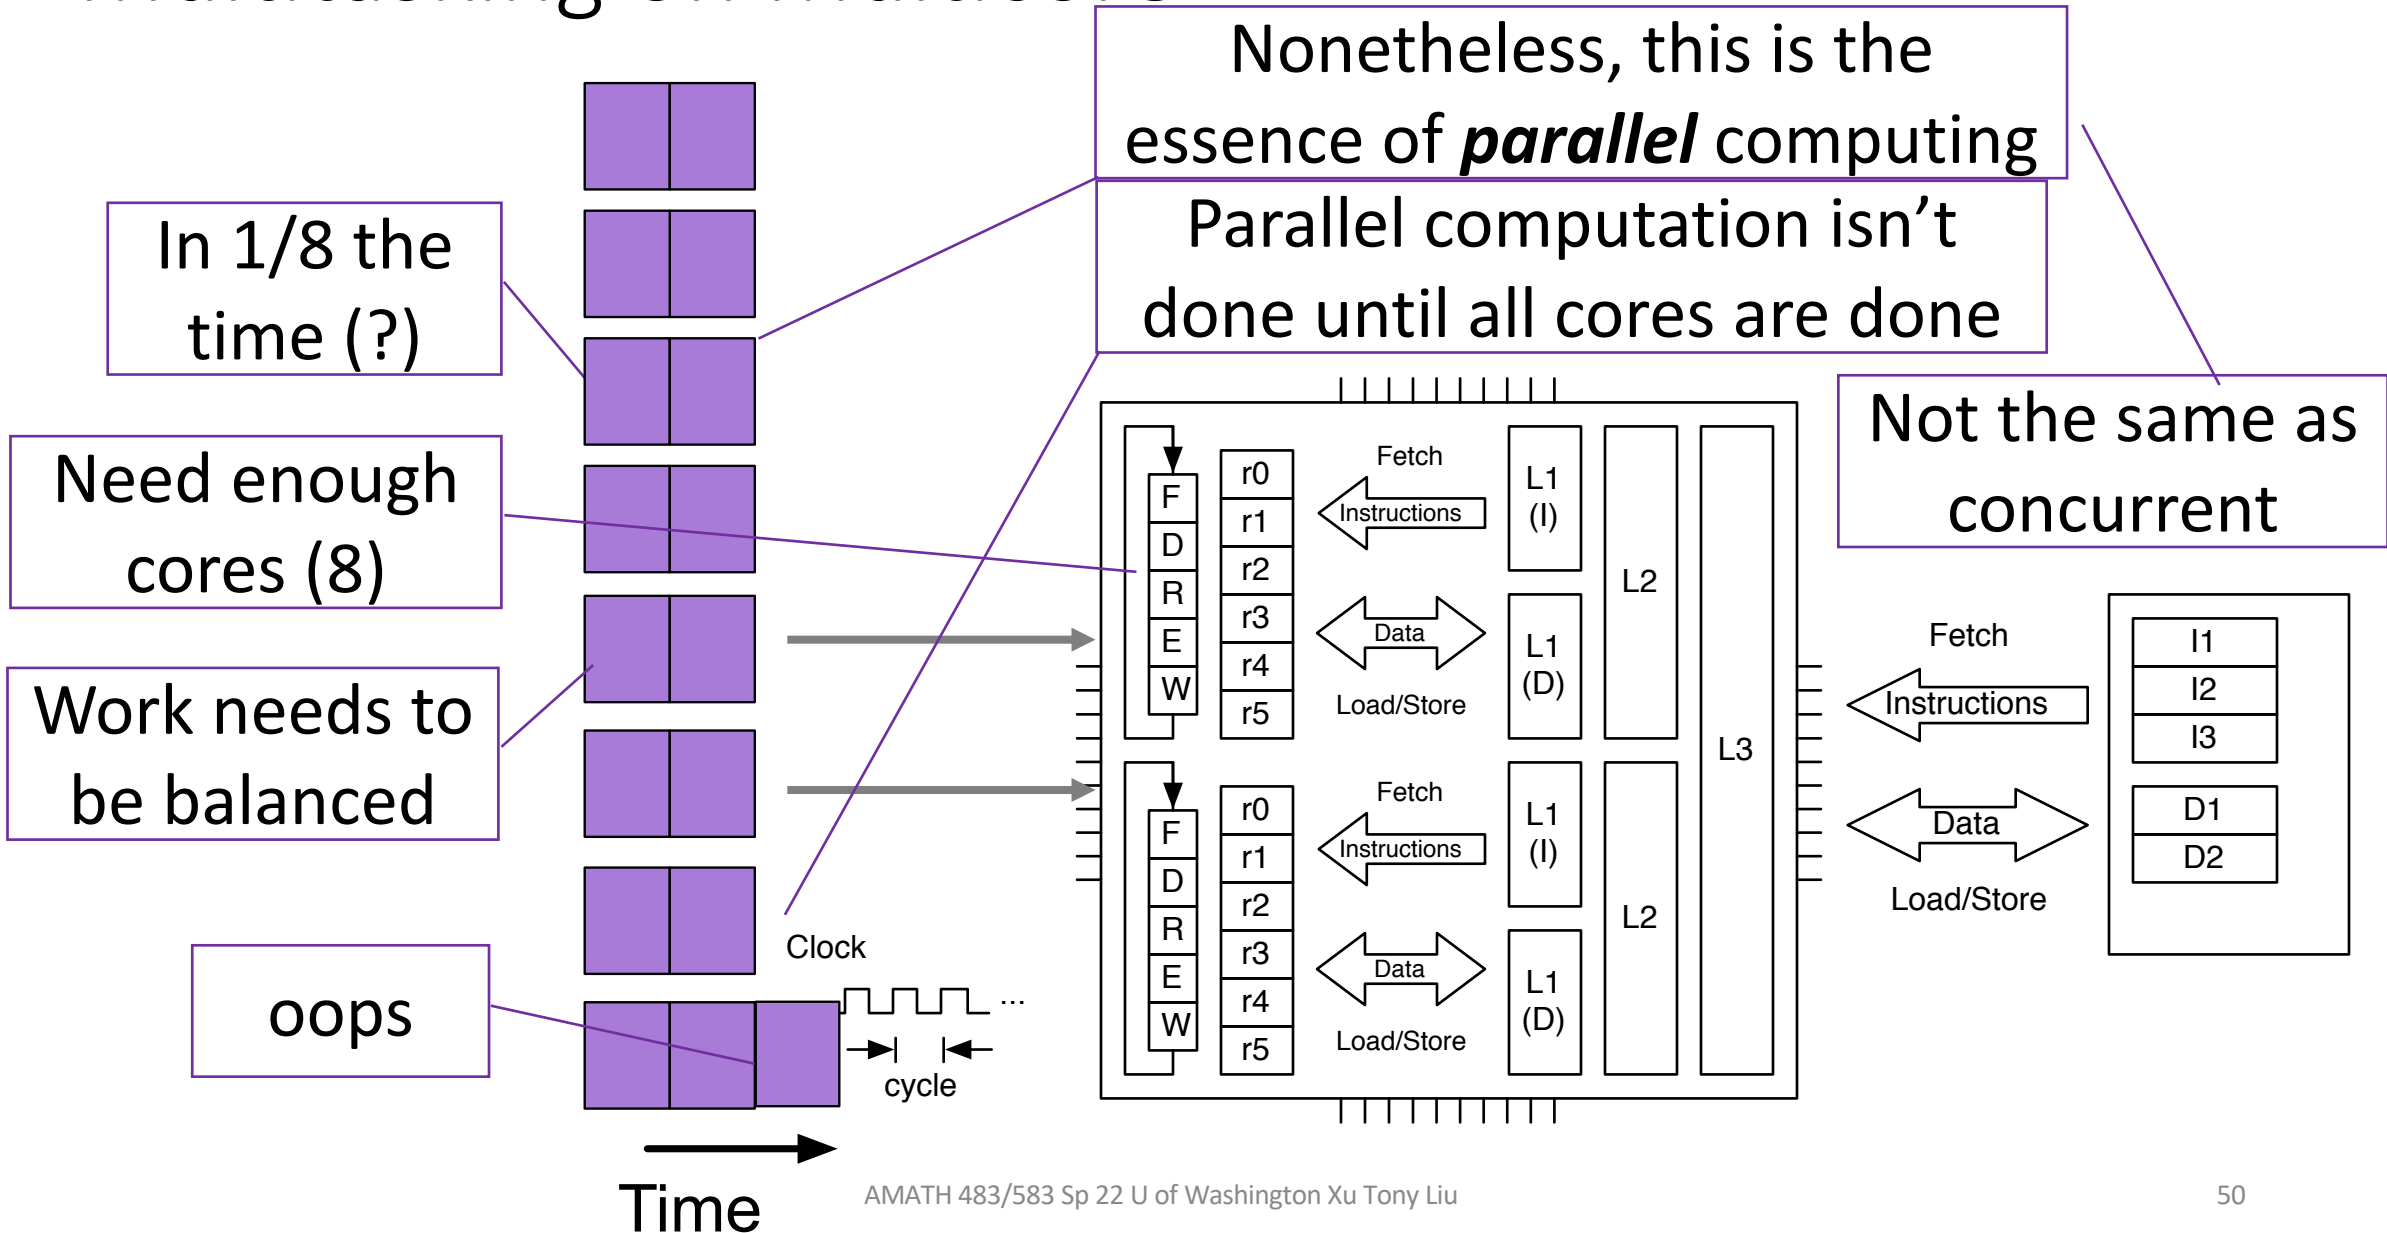 Nonetheless, this is the
essence of parallel computing
Parallel computation isn't
done until all cores are done
In 1/8 the
time (?)
Not the same as
concurrent
Need enough
cores (8)
Work needs to
be balanced
oops
Clock
...
cycle
Time
F
D
R
E
W
r0
r1
r2
r3
r4
r5
Fetch
Instructions
Data
Load/Store
L1
(I)
L1
(D)
L2
F
D
R
E
W
r0
r1
r2
r3
r4
r5
Fetch
Instructions
Data
Load/Store
L1
(I)
L1
(D)
L2
L3
Fetch
Instructions
Data
Load/Store
I1
I2
I3
D1
D2
AMATH 483/583 Sp 22 U of Washington Xu Tony Liu
50